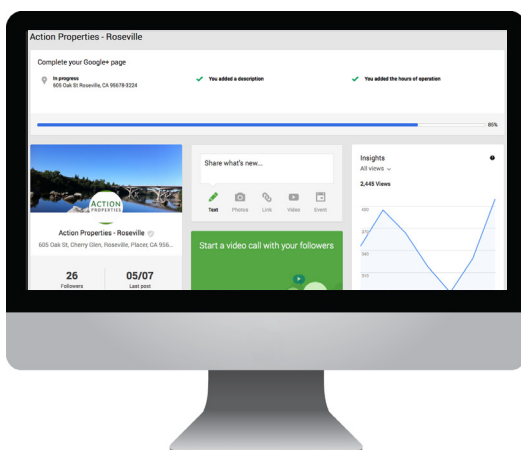 Action Properties - Roseville
Complete your Google+ page
In progress
605 Oak St Roseville, CA 95678-3224
You added a description
You added the hours of operation
86%
ACTION
PROPERTIES
Action Properties - Roseville
605 Oak St, Cherry Glen, Roseville, Placer, CA 956...
26
Followers
05/07
Last post
Share what's new...
Text
Photos
Link
Video
Event
Start a video call with your followers
Insights
All views
2,445 Views
340
310